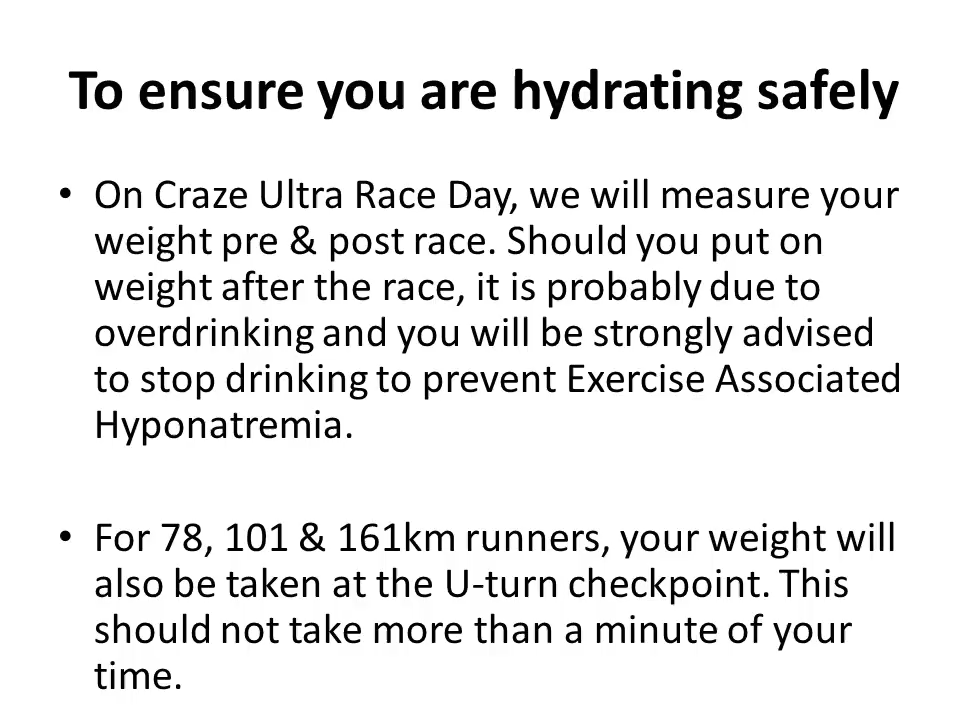 To ensure you are hydrating safely
• On Craze Ultra Race Day, we will measure your
weight pre & post race. Should you put on
weight after the race, it is probably due to
overdrinking and you will be strongly advised
to stop drinking to prevent Exercise Associated
Hyponatremia.
• For 78, 101 & 161km runners, your weight will
also be taken at the U-turn checkpoint. This
should not take more than a minute of your
time.